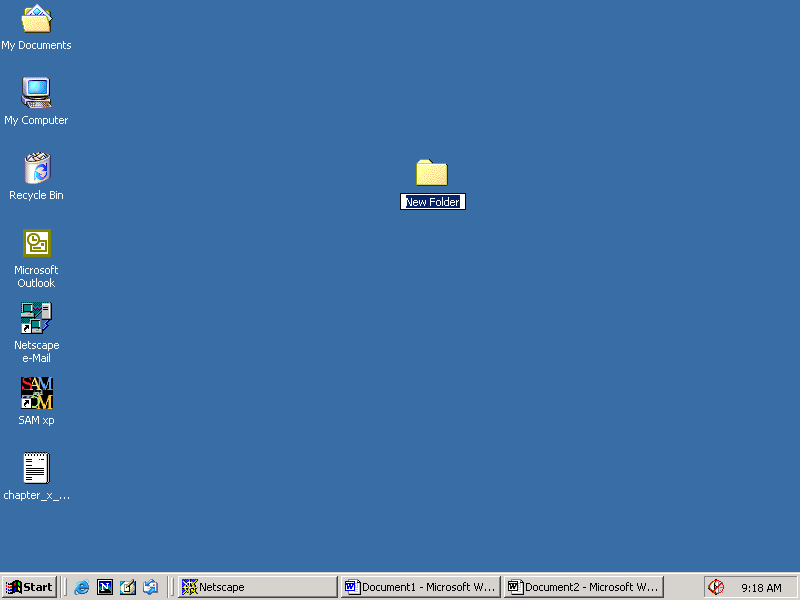 My Documents
My Computer
Recycle Bin
Microsoft
Outlook
Netscape
e-Mail
SAM xp
chapter_x_...
New Folder
Start
N
Netscape
Document1 - Microsoft W...
Document2 - Microsoft W...
9:18 AM